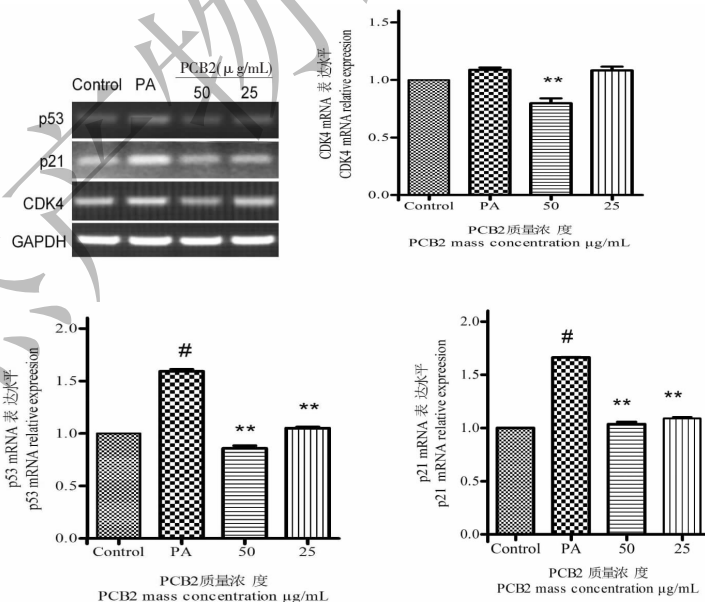 PCB2(μg/mL)
Control PA 50 25
p53
p21
CDK4
GAPDH
CDK4 mRNA 表 达水平
CDK4 mRNA relative expreesion
1.5
1.0
0.5
0.0
**
Control PA 50 25
PCB2质量浓 度
PCB2 mass concentration μg/mL
p53 mRNA 表 达水平
p53 mRNA relative expreesion
2.0
1.5
1.0
0.5
0.0
#
**
**
Control PA 50 25
PCB2质量浓 度
PCB2 mass concentration μg/mL
p21 mRNA 表 达水平
p21 mRNA relative expreesion
2.0
1.5
1.0
0.5
0.0
#
**
**
Control PA 50 25
PCB2 质量浓 度
PCB2 mass concentration μg/mL
产物